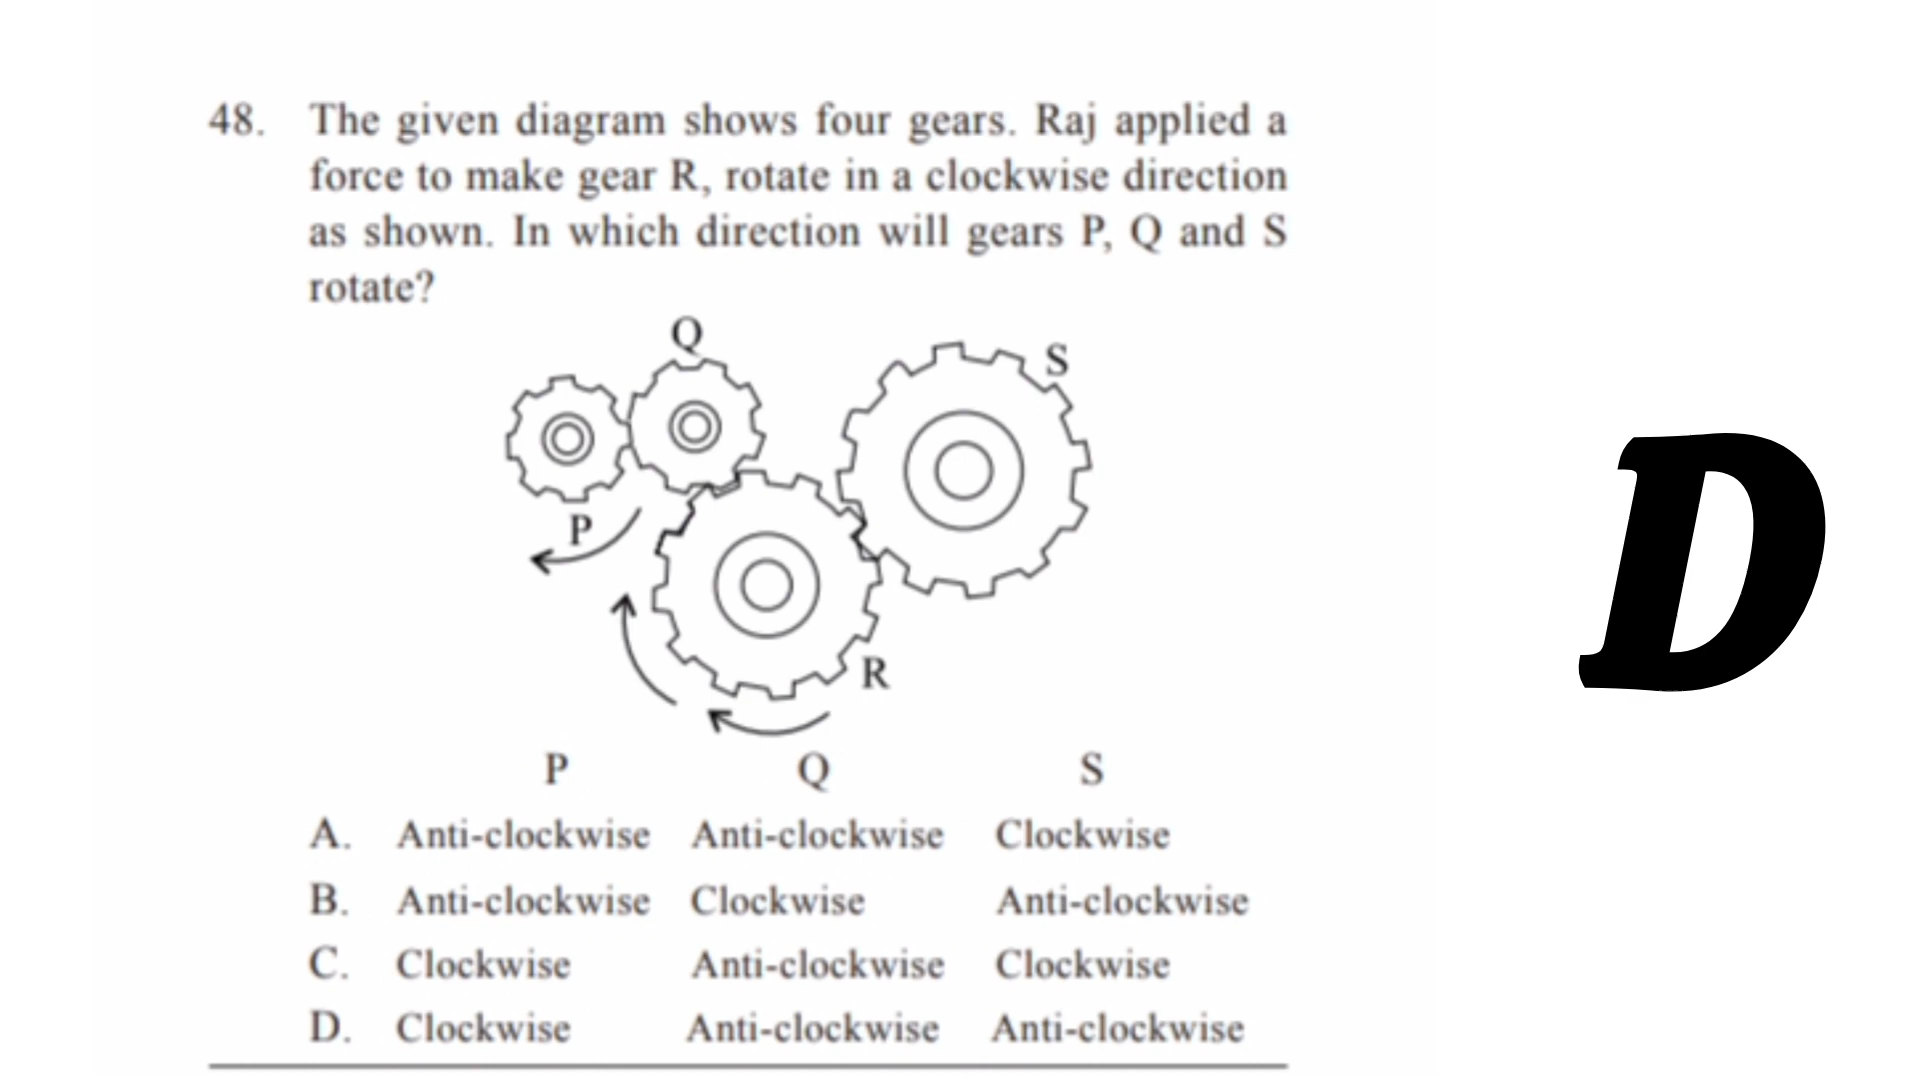 48. The given diagram shows four gears. Raj applied a
force to make gear R, rotate in a clockwise direction
as shown. In which direction will gears P, Q and S
rotate?
Q
S
P
R
P Q S
A. Anti-clockwise Anti-clockwise Clockwise
B. Anti-clockwise Clockwise Anti-clockwise
C. Clockwise Anti-clockwise Clockwise
D. Clockwise Anti-clockwise Anti-clockwise
D